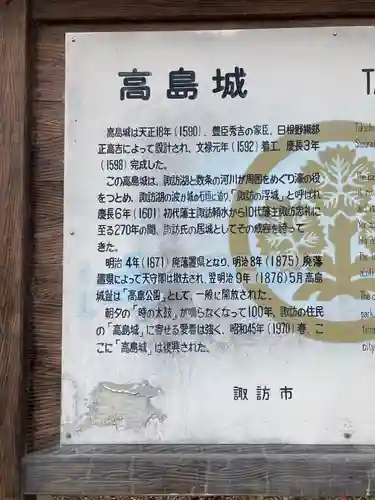 高島城
高島城は天正18年(1590)、豊臣秀吉の家臣、日根野織部
正高吉によって設計され、文禄元年(1592)着工、慶長3年
(1598)完成した。
この高島城は、諏訪湖と数条の河川が周囲をめぐり濠の役
をつとめ、諏訪湖の波が城の石垣に迫り「諏訪の浮城」と呼ばれ
慶長6年(1601)初代藩主諏訪頼水から10代藩主諏訪忠礼に
至る270年の間、諏訪氏の居城としてその威容を誇って
きた。
明治4年(1871)廃藩置県となり、明治8年(1875)廃藩
置県によって天守閣は撤去され、翌明治9年(1876)5月高島
城址は「高島公園」として、一般に開放された。
朝夕の「時の太鼓」が鳴らなくなって100年、諏訪の住民
の「高島城」に寄せる愛着は強く、昭和45年(1970)春、こ
こに「高島城」は復興された。
諏訪市